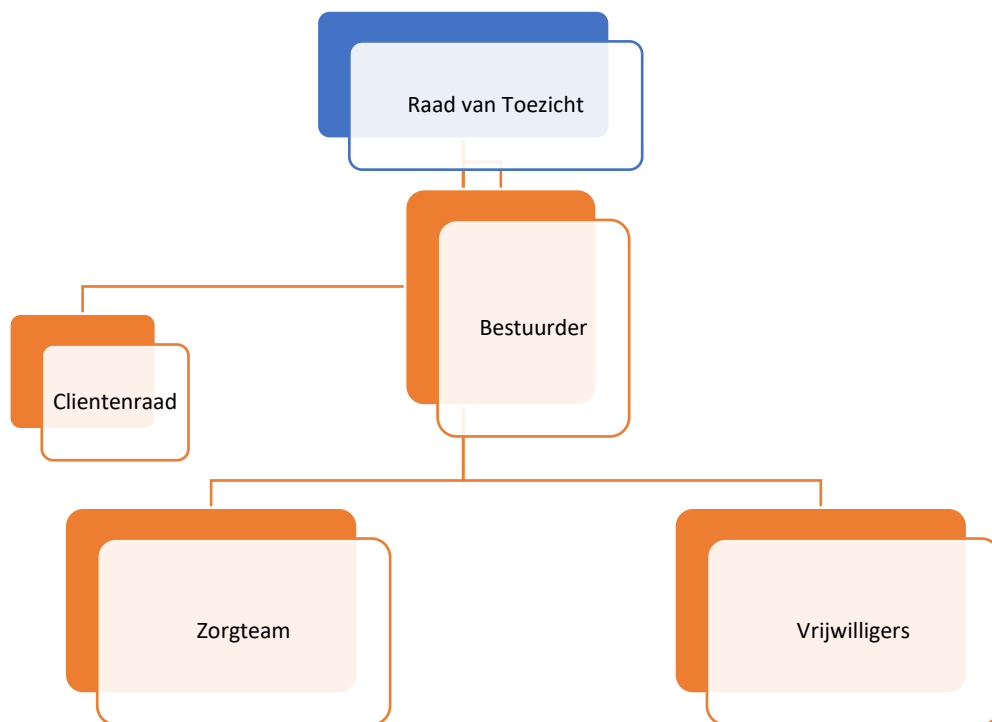 Raad van Toezicht
Bestuurder
Clientenraad
Zorgteam
Vrijwilligers